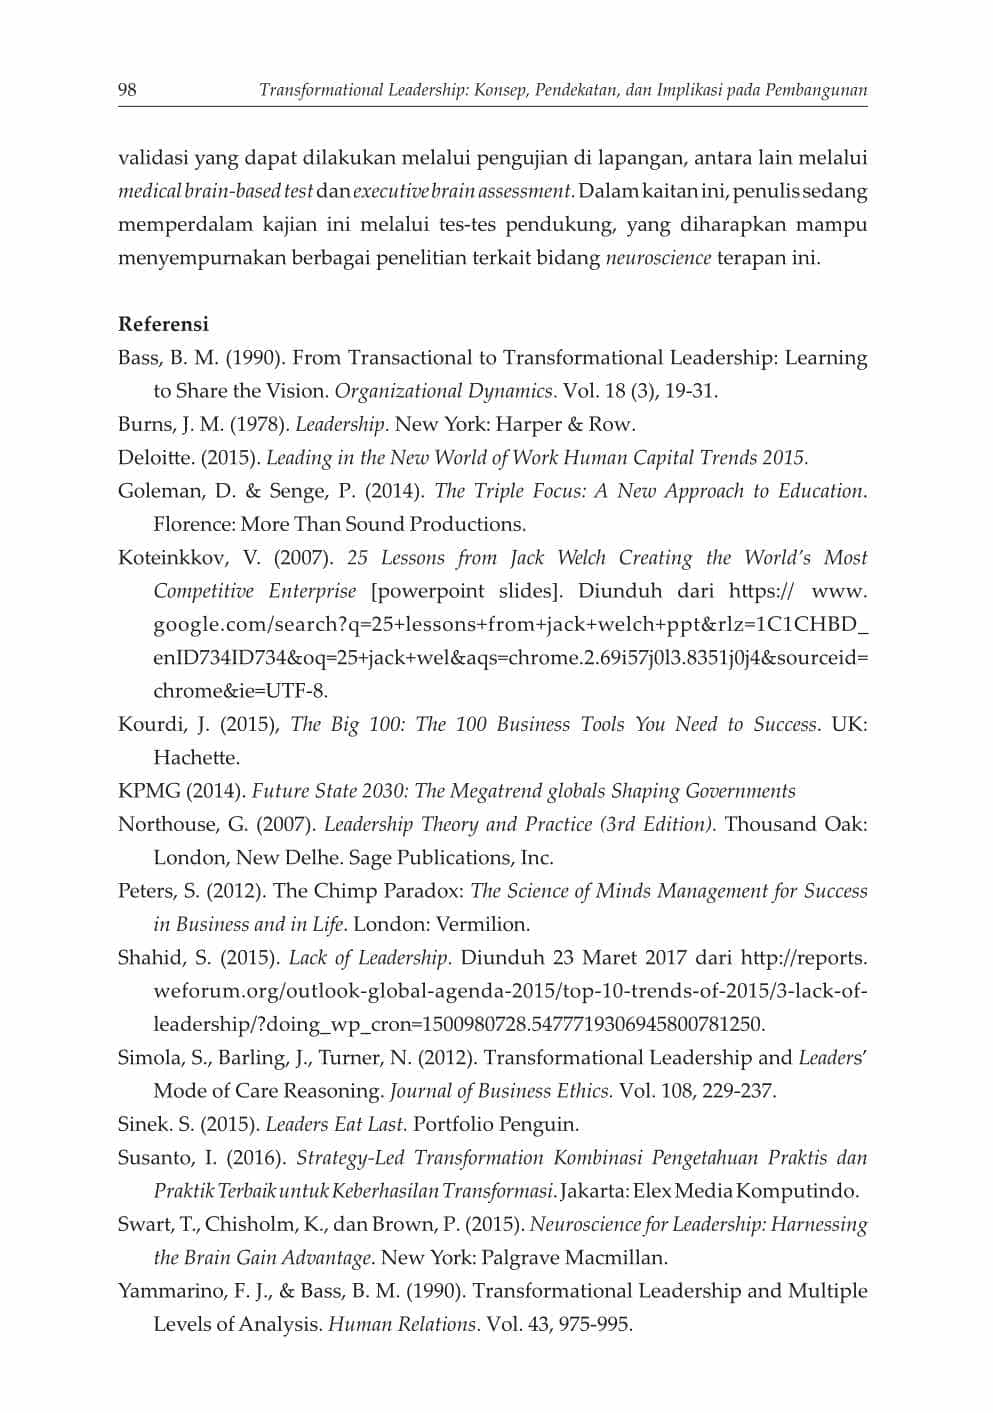 98 Transformational Leadership: Konsep, Pendekatan, dan Implikasi pada Pembangunan
validasi yang dapat dilakukan melalui pengujian di lapangan, antara lain melalui
medical brain-based test dan executive brain assessment. Dalam kaitan ini, penulis sedang
memperdalam kajian ini melalui tes-tes pendukung, yang diharapkan mampu
menyempurnakan berbagai penelitian terkait bidang neuroscience terapan ini.
Referensi
Bass, B. M. (1990). From Transactional to Transformational Leadership: Learning
to Share the Vision. Organizational Dynamics. Vol. 18 (3), 19-31.
Burns, J. M. (1978). Leadership. New York: Harper & Row.
Deloitte. (2015). Leading in the New World of Work Human Capital Trends 2015.
Goleman, D. & Senge, P. (2014). The Triple Focus: A New Approach to Education.
Florence: More Than Sound Productions.
Koteinkkov, V. (2007). 25 Lessons from Jack Welch Creating the World's Most
Competitive Enterprise [powerpoint slides]. Diunduh dari https:// www.
google.com/search?q=25+lessons+from+jack+welch+ppt&rlz=1C1CHBD_
enID734ID734&oq=25+jack+wel&aqs=chrome.2.69i57j0l3.8351j0j4&sourceid=
chrome&ie=UTF-8.
Kourdi, J. (2015), The Big 100: The 100 Business Tools You Need to Success. UK:
Hachette.
KPMG (2014). Future State 2030: The Megatrend globals Shaping Governments
Northouse, G. (2007). Leadership Theory and Practice (3rd Edition). Thousand Oak:
London, New Delhe. Sage Publications, Inc.
Peters, S. (2012). The Chimp Paradox: The Science of Minds Management for Success
in Business and in Life. London: Vermilion.
Shahid, S. (2015). Lack of Leadership. Diunduh 23 Maret 2017 dari http://reports.
weforum.org/outlook-global-agenda-2015/top-10-trends-of-2015/3-lack-of-
leadership/?doing_wp_cron=1500980728.5477719306945800781250.
Simola, S., Barling, J., Turner, N. (2012). Transformational Leadership and Leaders'
Mode of Care Reasoning. Journal of Business Ethics. Vol. 108, 229-237.
Sinek. S. (2015). Leaders Eat Last. Portfolio Penguin.
Susanto, I. (2016). Strategy-Led Transformation Kombinasi Pengetahuan Praktis dan
Praktik Terbaik untuk Keberhasilan Transformasi. Jakarta: Elex Media Komputindo.
Swart, T., Chisholm, K., dan Brown, P. (2015). Neuroscience for Leadership: Harnessing
the Brain Gain Advantage. New York: Palgrave Macmillan.
Yammarino, F. J., & Bass, B. M. (1990). Transformational Leadership and Multiple
Levels of Analysis. Human Relations. Vol. 43, 975-995.